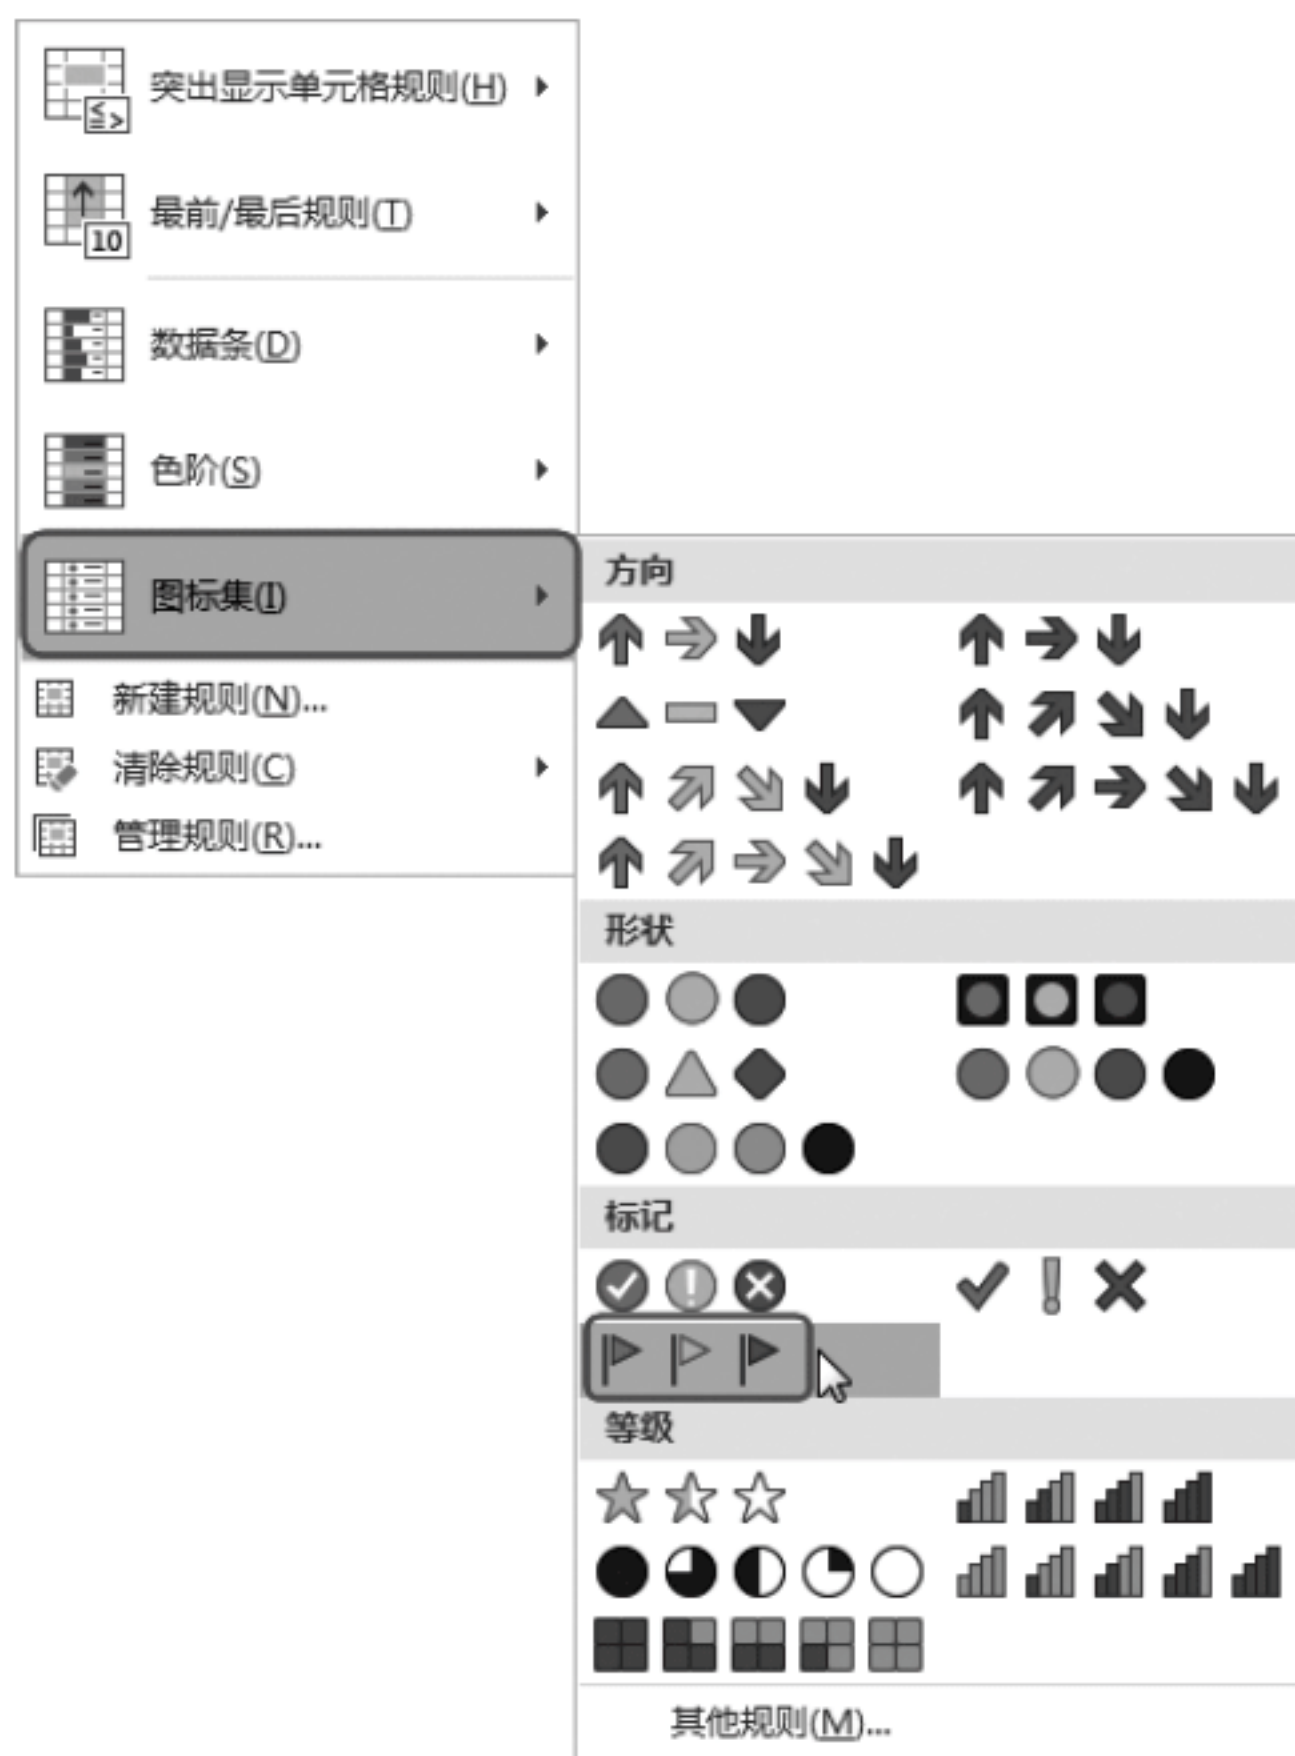 突出显示单元格规则(H)
最前/最后规则(T)
10
数据条(D)
色阶(S)
图标集(I)
新建规则(N)...
清除规则(C)
管理规则(R)...
方向
形状
标记
等级
其他规则(M)...